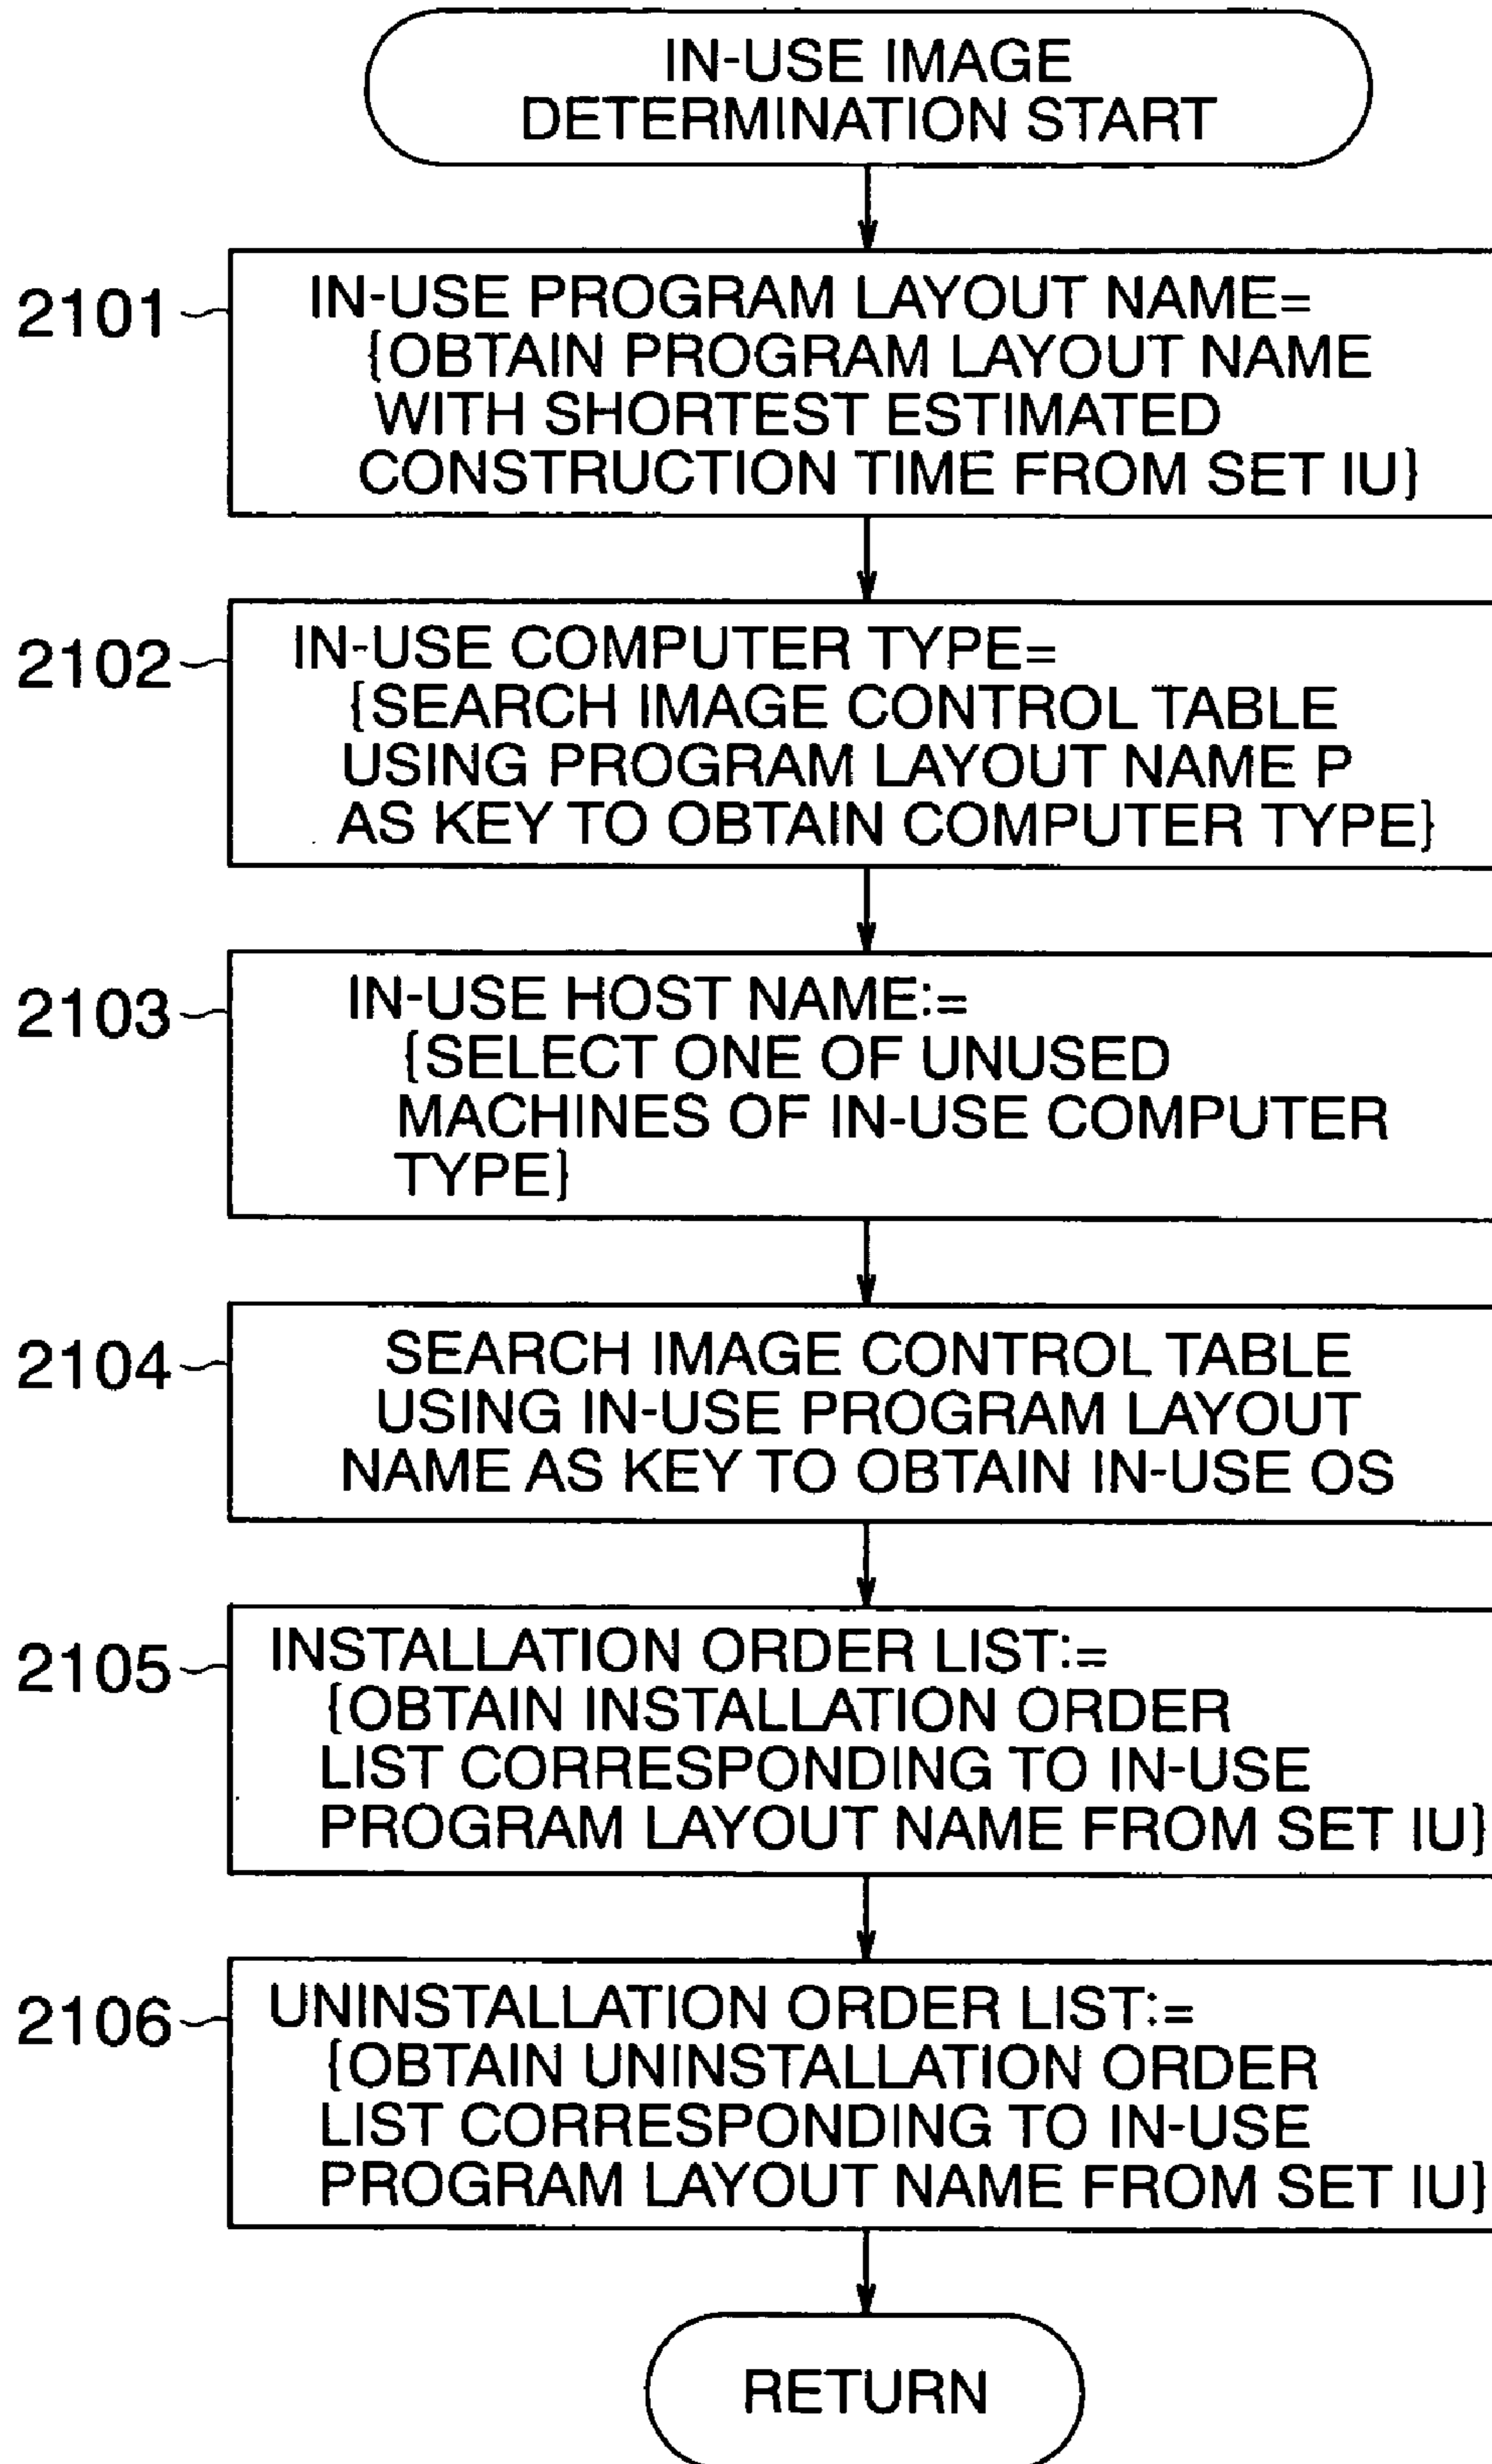 IN-USE IMAGE
DETERMINATION START
2101
IN-USE PROGRAM LAYOUT NAME=
{OBTAIN PROGRAM LAYOUT NAME
WITH SHORTEST ESTIMATED
CONSTRUCTION TIME FROM SET IU}
2102
IN-USE COMPUTER TYPE=
{SEARCH IMAGE CONTROL TABLE
USING PROGRAM LAYOUT NAME P
AS KEY TO OBTAIN COMPUTER TYPE}
2103
IN-USE HOST NAME:=
{SELECT ONE OF UNUSED
MACHINES OF IN-USE COMPUTER
TYPE}
2104
SEARCH IMAGE CONTROL TABLE
USING IN-USE PROGRAM LAYOUT
NAME AS KEY TO OBTAIN IN-USE OS
2105
INSTALLATION ORDER LIST:=
{OBTAIN INSTALLATION ORDER
LIST CORRESPONDING TO IN-USE
PROGRAM LAYOUT NAME FROM SET IU}
2106
UNINSTALLATION ORDER LIST:=
{OBTAIN UNINSTALLATION ORDER
LIST CORRESPONDING TO IN-USE
PROGRAM LAYOUT NAME FROM SET IU}
RETURN